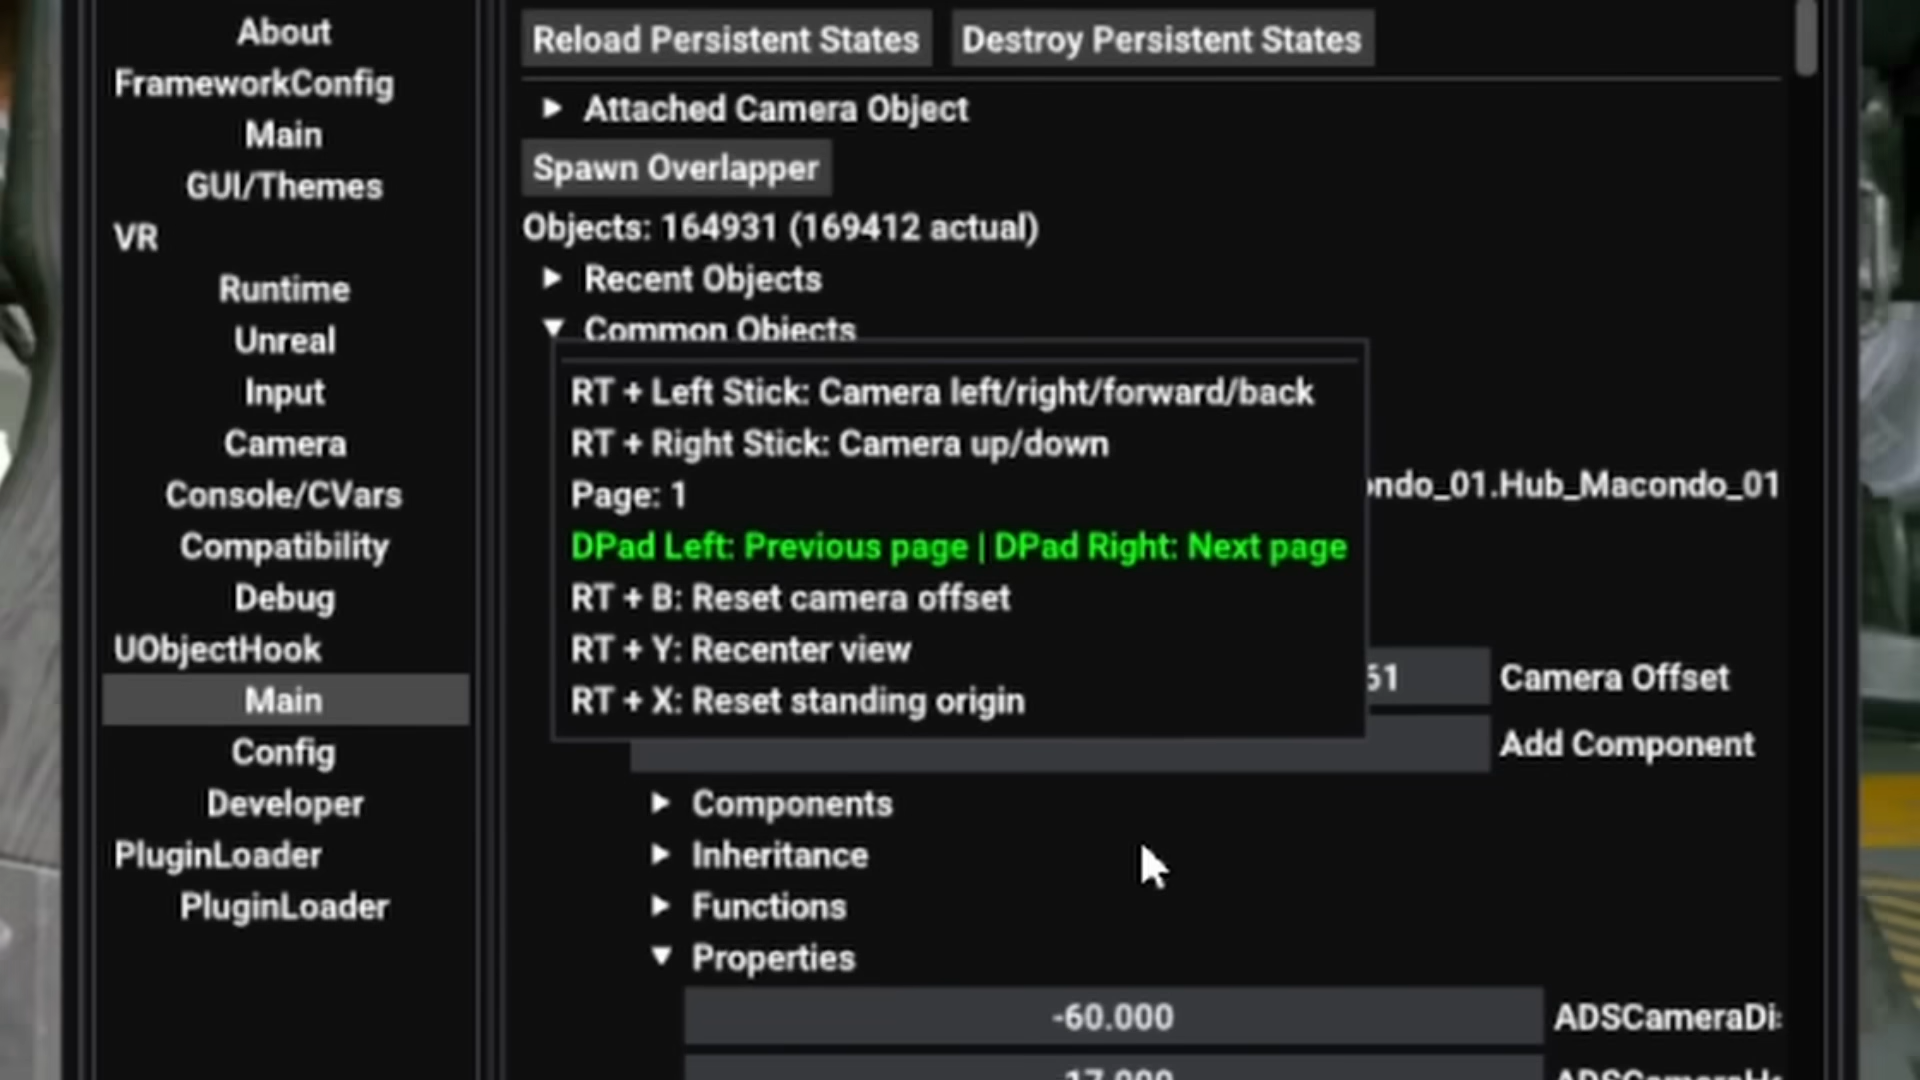 About
FrameworkConfig
Main
GUI/Themes
VR
Runtime
Unreal
Input
Camera
Console/CVars
Compatibility
Debug
UObjectHook
Main
Config
Developer
PluginLoader
PluginLoader
Reload Persistent States
Destroy Persistent States
Attached Camera Object
Spawn Overlapper
Objects: 164931 (169412 actual)
Recent Objects
Common Objects
RT + Left Stick: Camera left/right/forward/back
RT + Right Stick: Camera up/down
Page: 1
DPad Left: Previous page | DPad Right: Next page
RT + B: Reset camera offset
RT + Y: Recenter view
RT + X: Reset standing origin
ondo_01.Hub_Macondo_01
61 Camera Offset
Add Component
Components
Inheritance
Functions
Properties
-60.000 ADSCameraDi